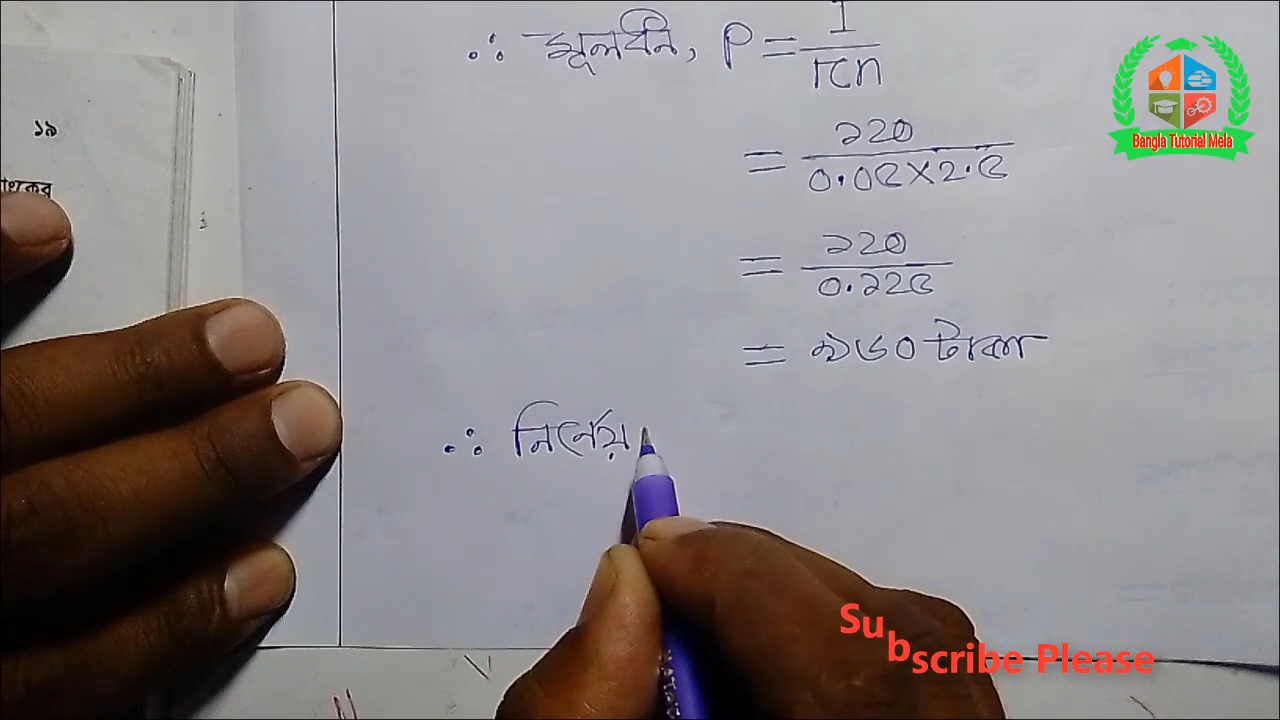 ∴ মূলধন, P = I / rn
= ১২০ / ০.০৫ × ২.৫
= ১২০ / ০.১২৫
= ৯৬০ টাকা
∴ নির্নেয়
১৯
Bangla Tutorial Mela
Subscribe Please